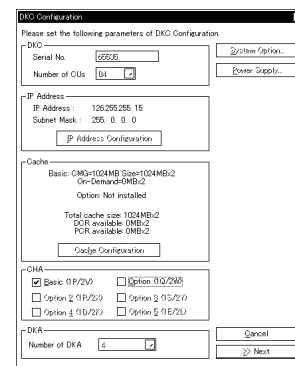 DKC Configuration
Please set the following parameters of DKC Configuration.
DKC
Serial No. 65535
Number of CUs 04
System Option...
Power Supply...
IP Address
IP Address : 126.255.255. 15
Subnet Mask : 255. 0. 0. 0
IP Address Configuration
Cache
Basic: CMG=1024MB Size=1024MBx2
On-Demand=0MBx2
Option: Not installed
Total cache size: 1024MBx2
DCR available: 0MBx2
PCR available: 0MBx2
Cache Configuration
CHA
Basic (1P/2V) Option (1Q/2W)
Option 2 (1R/2X) Option 3 (1S/2Y)
Option 4 (1D/2K) Option 5 (1E/2L)
DKA
Number of DKA 4
Cancel
>> Next